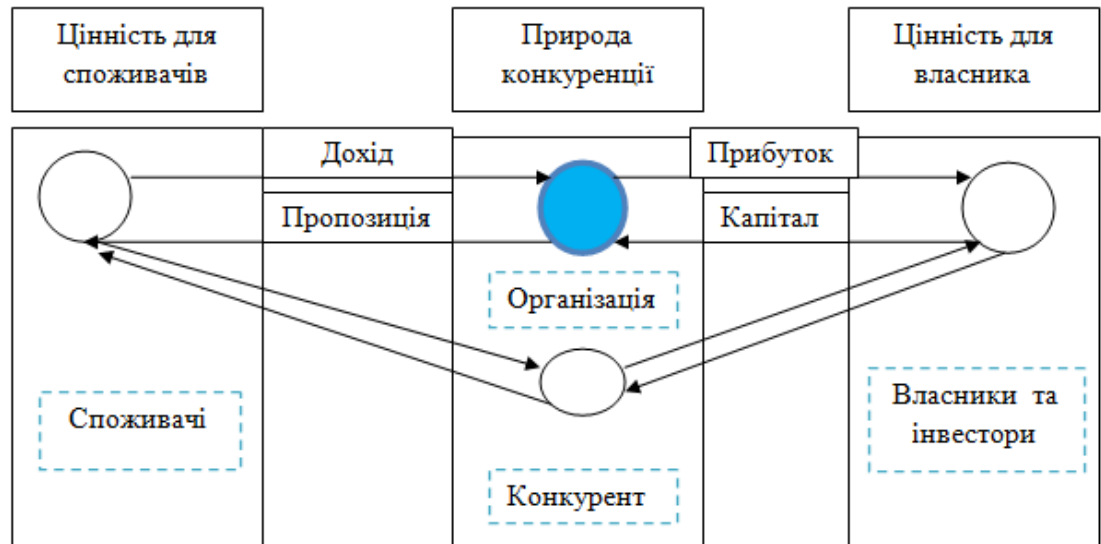 Цінність для
споживачів
Природа
конкуренції
Цінність для
власника
Дохід
Прибуток
Пропозиція
Капітал
Організація
Споживачі
Власники та
інвестори
Конкурент